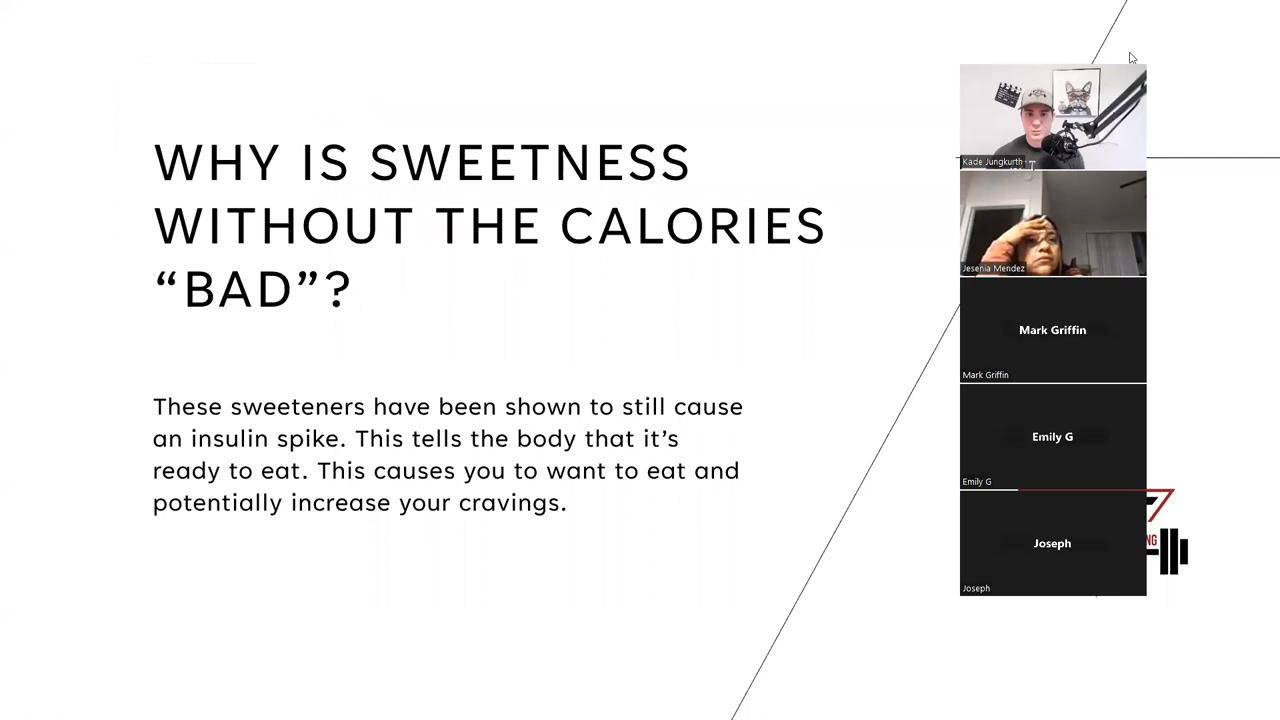 WHY IS SWEETNESS
WITHOUT THE CALORIES
“BAD”?
These sweeteners have been shown to still cause
an insulin spike. This tells the body that it’s
ready to eat. This causes you to want to eat and
potentially increase your cravings.
Kade Jungkurth
Jesenia Mendez
Mark Griffin
Mark Griffin
Emily G
Emily G
Joseph
Joseph
NG